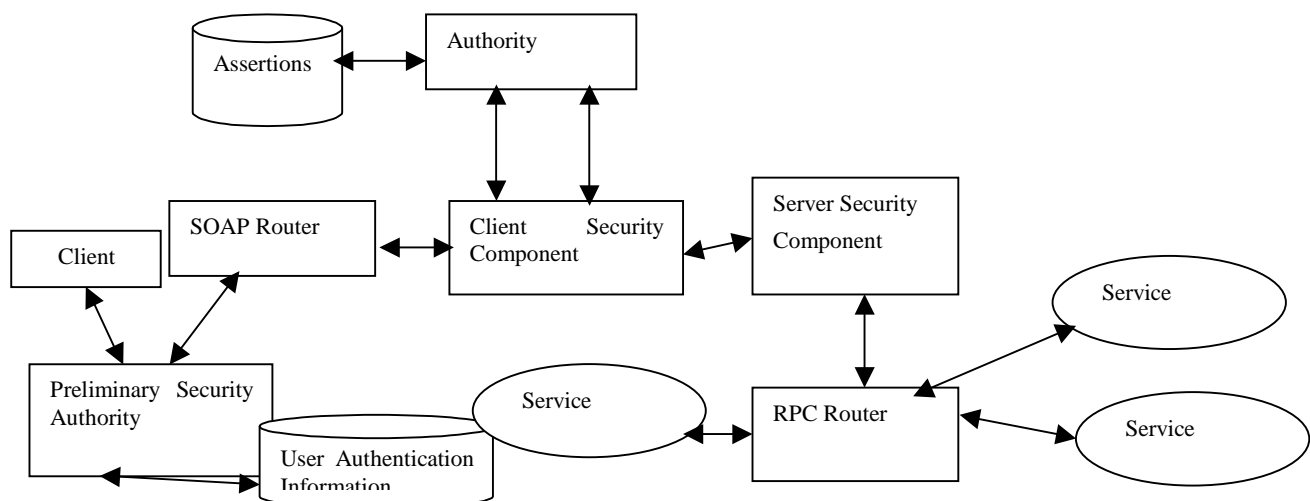 Authority
Assertions
Server Security
Component
SOAP Router
Client Security
Component
Client
Service
Preliminary Security
Authority
Service
RPC Router
Service
User Authentication
Information